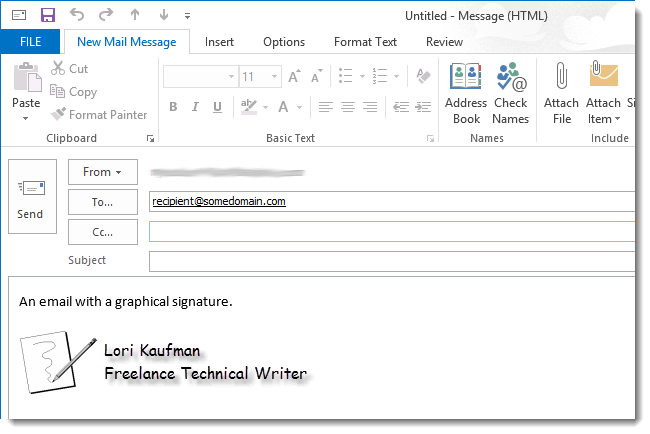 Untitled - Message (HTML)
FILE
New Mail Message
Insert
Options
Format Text
Review
Paste
Cut
Copy
Format Painter
Clipboard
11
A A
B I U
ab A
Basic Text
Address Book
Check Names
Names
Attach File
Attach Item
Include
Send
From
To...
recipient@somedomain.com
Cc...
Subject
An email with a graphical signature.
Lori Kaufman
Freelance Technical Writer